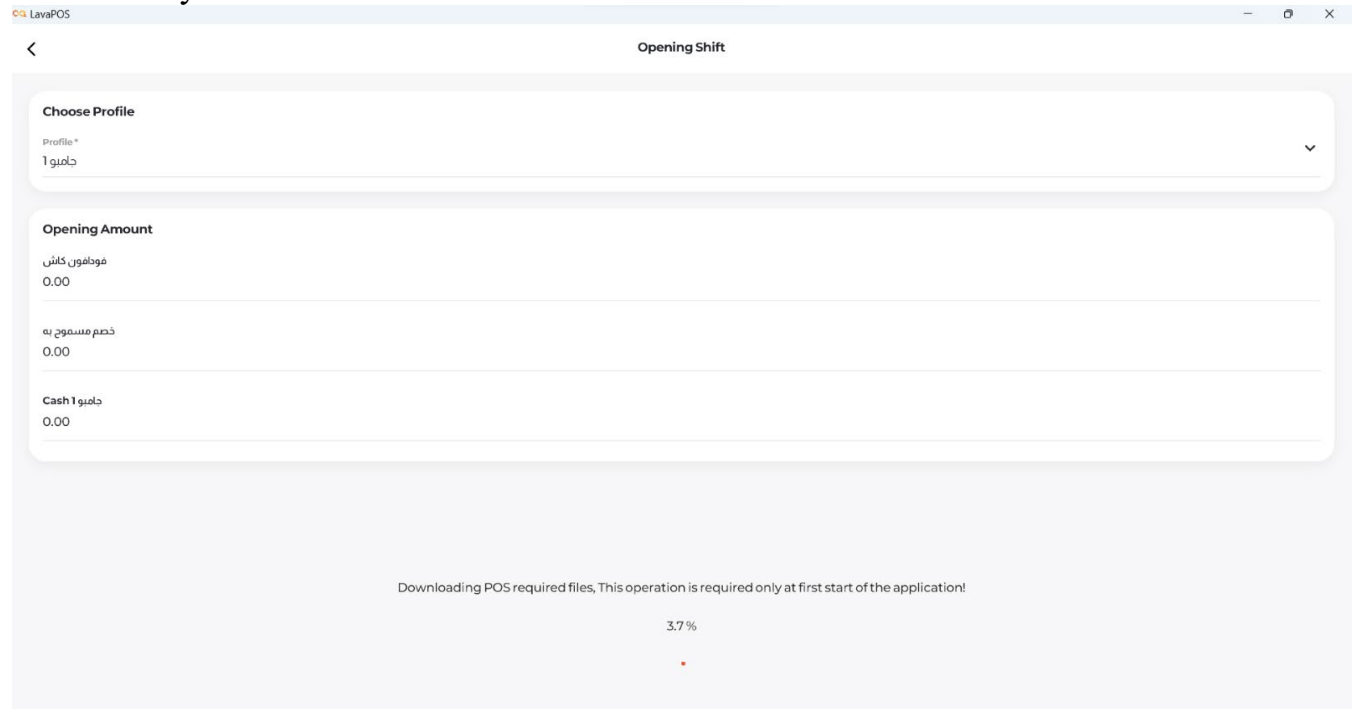 LavaPOS
Opening Shift
Choose Profile
Profile *
جامبو 1
Opening Amount
فودافون كاش
0.00
خصم مسموح به
0.00
Cash جامبو 1
0.00
Downloading POS required files, This operation is required only at first start of the application!
3.7 %